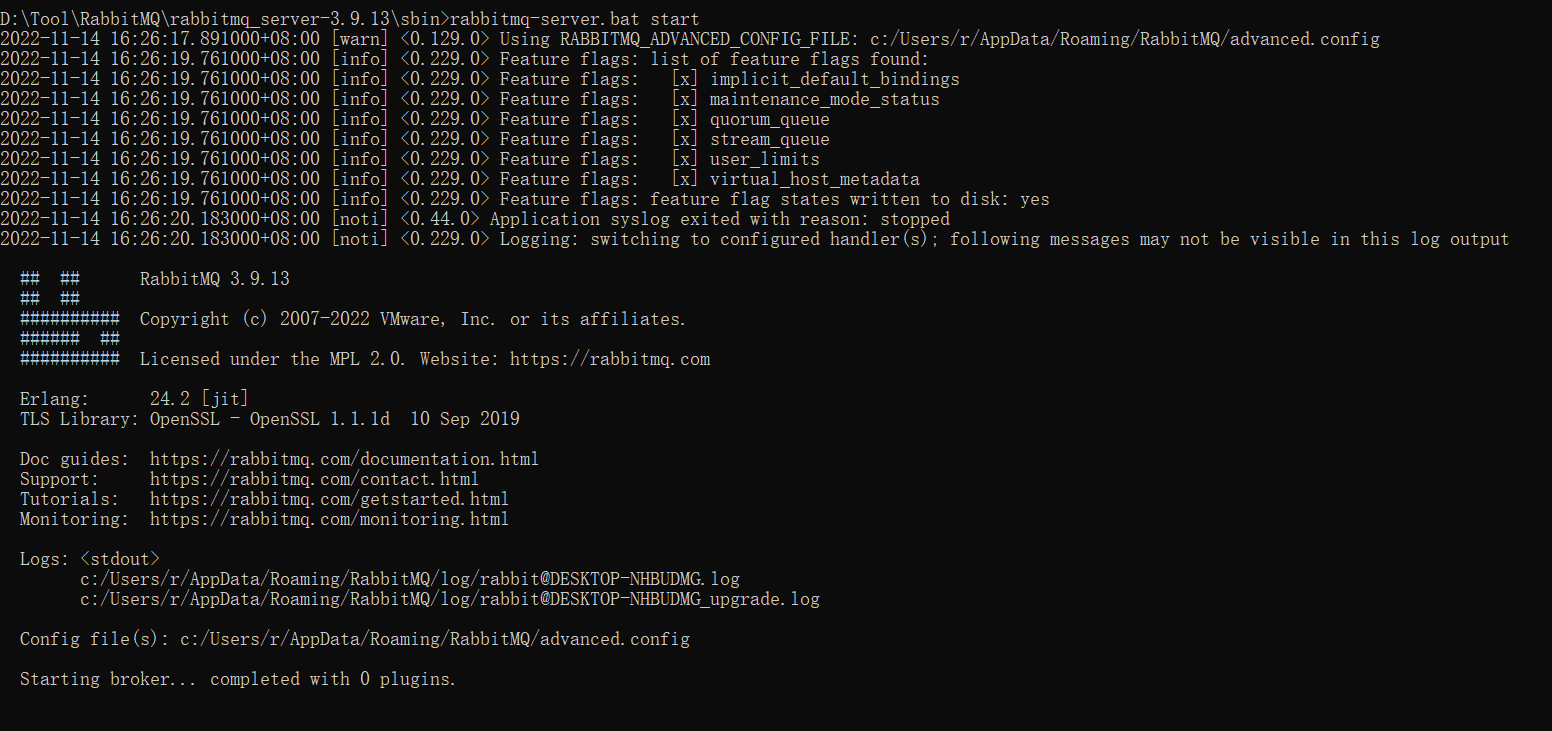 D:\Tool\RabbitMQ\rabbitmq_server-3.9.13\sbin>rabbitmq-server.bat start
2022-11-14 16:26:17.891000+08:00 [warn] <0.129.0> Using RABBITMQ_ADVANCED_CONFIG_FILE: c:/Users/r/AppData/Roaming/RabbitMQ/advanced.config
2022-11-14 16:26:19.761000+08:00 [info] <0.229.0> Feature flags: list of feature flags found:
2022-11-14 16:26:19.761000+08:00 [info] <0.229.0> Feature flags:   [x] implicit_default_bindings
2022-11-14 16:26:19.761000+08:00 [info] <0.229.0> Feature flags:   [x] maintenance_mode_status
2022-11-14 16:26:19.761000+08:00 [info] <0.229.0> Feature flags:   [x] quorum_queue
2022-11-14 16:26:19.761000+08:00 [info] <0.229.0> Feature flags:   [x] stream_queue
2022-11-14 16:26:19.761000+08:00 [info] <0.229.0> Feature flags:   [x] user_limits
2022-11-14 16:26:19.761000+08:00 [info] <0.229.0> Feature flags:   [x] virtual_host_metadata
2022-11-14 16:26:19.761000+08:00 [info] <0.229.0> Feature flags: feature flag states written to disk: yes
2022-11-14 16:26:20.183000+08:00 [noti] <0.44.0> Application syslog exited with reason: stopped
2022-11-14 16:26:20.183000+08:00 [noti] <0.229.0> Logging: switching to configured handler(s); following messages may not be visible in this log output

  ##  ##      RabbitMQ 3.9.13
  ##  ##
  ##########  Copyright (c) 2007-2022 VMware, Inc. or its affiliates.
  ######  ##
  ##########  Licensed under the MPL 2.0. Website: https://rabbitmq.com

  Erlang:      24.2 [jit]
  TLS Library: OpenSSL - OpenSSL 1.1.1d  10 Sep 2019

  Doc guides:  https://rabbitmq.com/documentation.html
  Support:     https://rabbitmq.com/contact.html
  Tutorials:   https://rabbitmq.com/getstarted.html
  Monitoring:  https://rabbitmq.com/monitoring.html

  Logs: <stdout>
        c:/Users/r/AppData/Roaming/RabbitMQ/log/rabbit@DESKTOP-NHBUDMG.log
        c:/Users/r/AppData/Roaming/RabbitMQ/log/rabbit@DESKTOP-NHBUDMG_upgrade.log

  Config file(s): c:/Users/r/AppData/Roaming/RabbitMQ/advanced.config

  Starting broker... completed with 0 plugins.